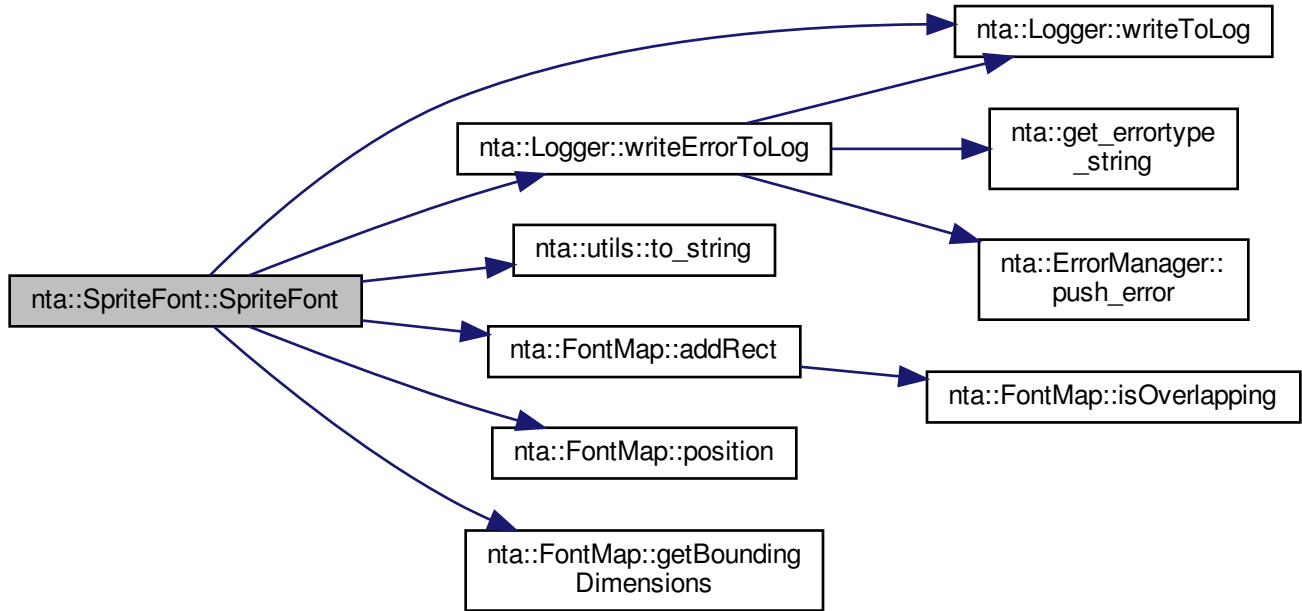 nta::Logger::writeToLog
nta::Logger::writeErrorToLog
nta::get_errortype
_string
nta::utils::to_string
nta::ErrorManager::
push_error
nta::SpriteFont::SpriteFont
nta::FontMap::addRect
nta::FontMap::isOverlapping
nta::FontMap::position
nta::FontMap::getBounding
Dimensions